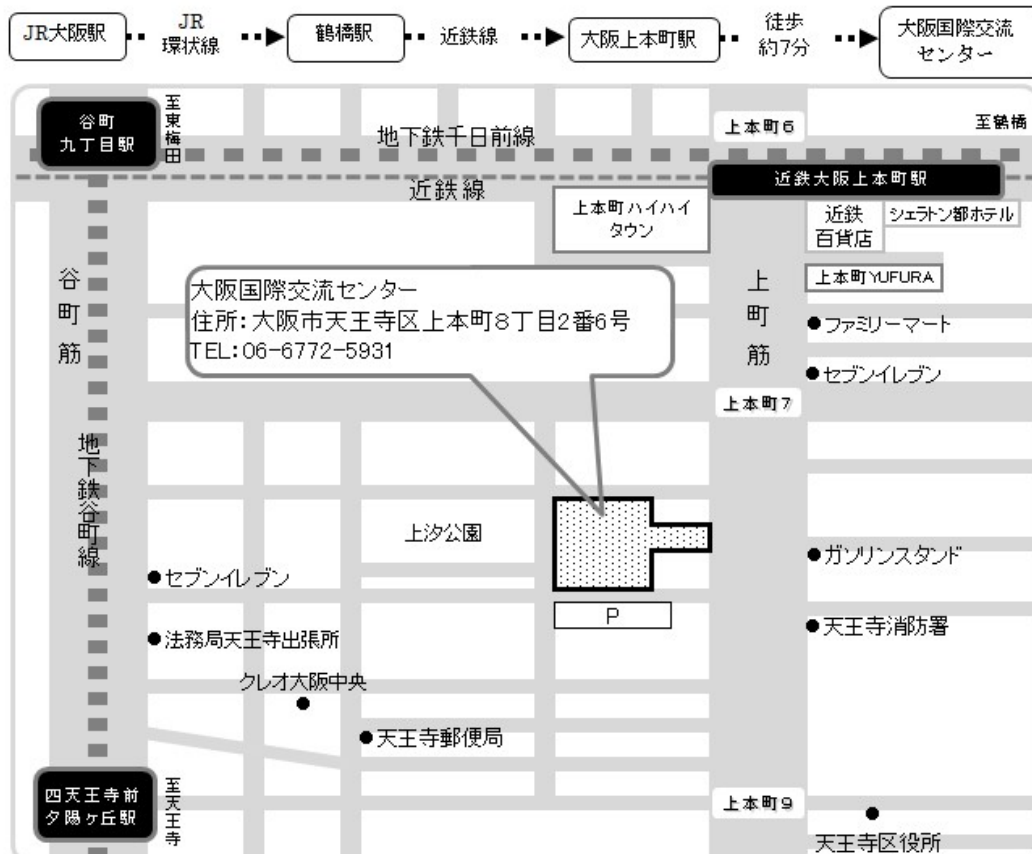 JR大阪駅
JR
環状線
鶴橋駅
近鉄線
大阪上本町駅
徒歩
約7分
大阪国際交流
センター
谷町
九丁目駅
至東梅田
地下鉄千日前線
上本町6
至鶴橋
近鉄線
近鉄大阪上本町駅
上本町ハイハイ
タウン
近鉄
百貨店
シェラトン都ホテル
谷町筋
大阪国際交流センター
住所:大阪市天王寺区上本町8丁目2番6号
TEL:06-6772-5931
上町筋
上本町YUFURA
ファミリーマート
セブンイレブン
上本町7
地下鉄谷町線
上汐公園
ガソリンスタンド
セブンイレブン
P
天王寺消防署
法務局天王寺出張所
クレオ大阪中央
天王寺郵便局
四天王寺前
夕陽ヶ丘駅
至天王寺
上本町9
天王寺区役所